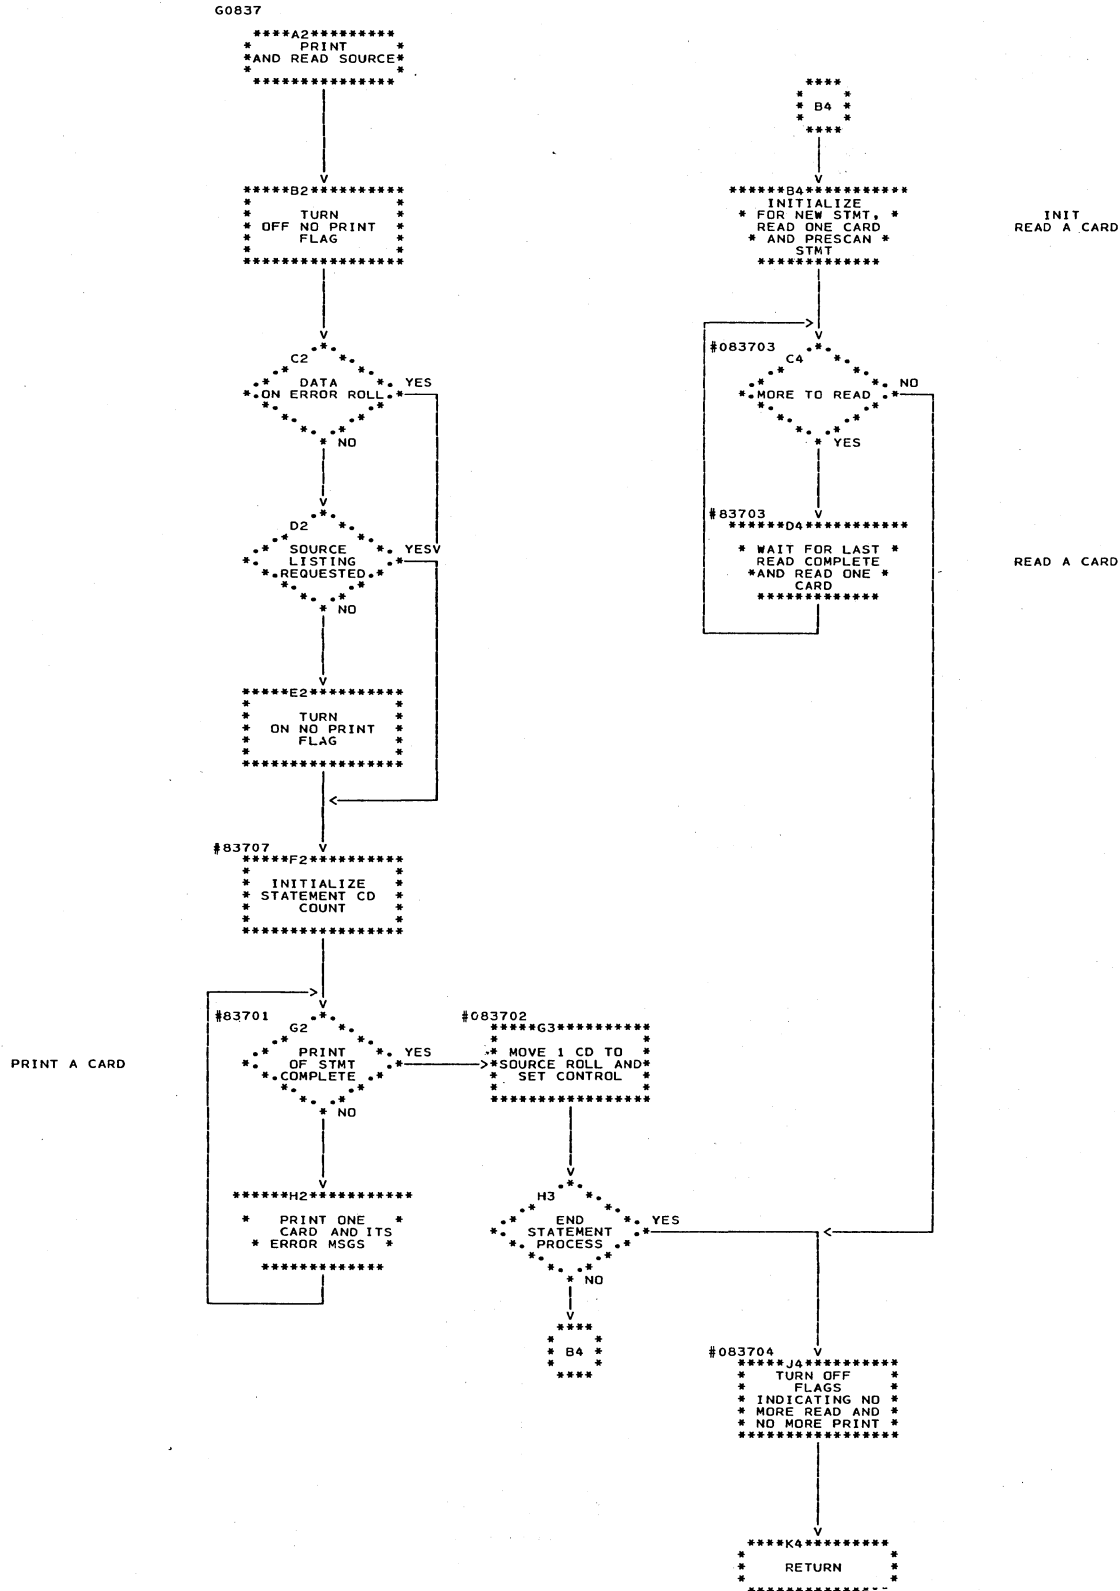 G0837
A2
PRINT
AND READ SOURCE
B2
TURN
OFF NO PRINT
FLAG
C2
DATA
ON ERROR ROLL
YES
NO
D2
SOURCE
LISTING
REQUESTED
YES
NO
E2
TURN
ON NO PRINT
FLAG
#83707
F2
INITIALIZE
STATEMENT CD
COUNT
PRINT A CARD
#83701
G2
PRINT
OF STMT
COMPLETE
YES
NO
H2
PRINT ONE
CARD AND ITS
ERROR MSGS
#083702
G3
MOVE 1 CD TO
SOURCE ROLL AND
SET CONTROL
H3
END
STATEMENT
PROCESS
YES
NO
B4
B4
B4
INITIALIZE
FOR NEW STMT,
READ ONE CARD
AND PRESCAN
STMT
INIT
READ A CARD
#083703
C4
MORE TO READ
NO
YES
#83703
D4
WAIT FOR LAST
READ COMPLETE
AND READ ONE
CARD
READ A CARD
#083704
J4
TURN OFF
FLAGS
INDICATING NO
MORE READ AND
NO MORE PRINT
K4
RETURN